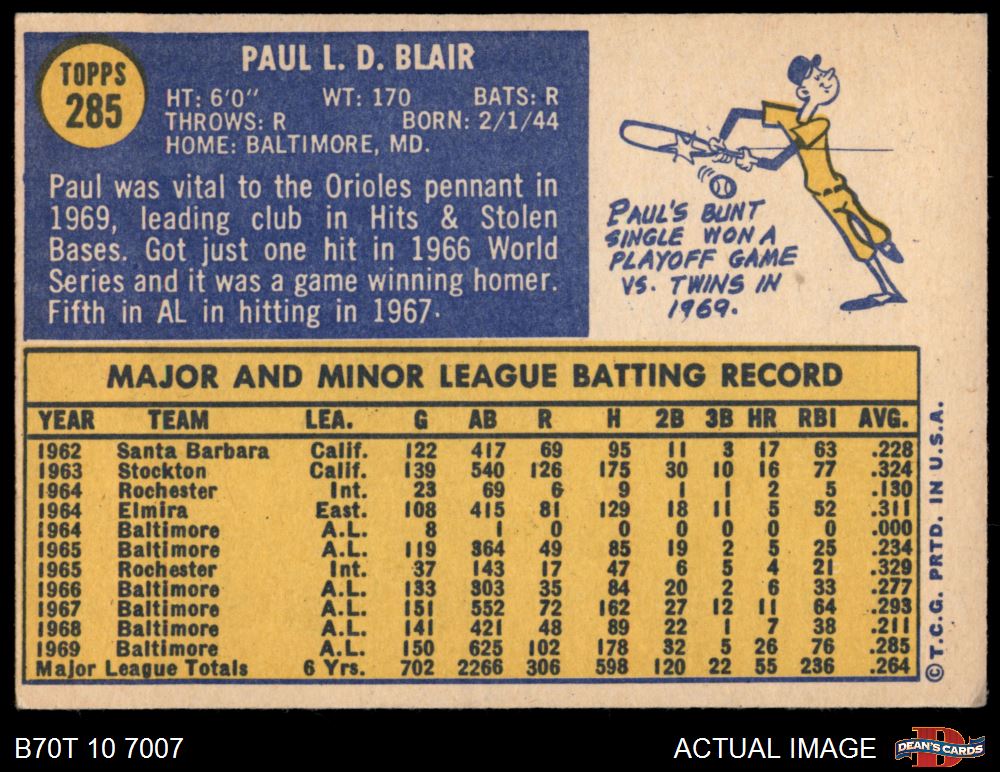 TOPPS
285
PAUL L. D. BLAIR
HT: 6'0" WT: 170 BATS: R
THROWS: R BORN: 2/1/44
HOME: BALTIMORE, MD.
Paul was vital to the Orioles pennant in
1969, leading club in Hits & Stolen
Bases. Got just one hit in 1966 World
Series and it was a game winning homer.
Fifth in AL in hitting in 1967.
PAUL'S BUNT
SINGLE WON A
PLAYOFF GAME
VS. TWINS IN
1969.
MAJOR AND MINOR LEAGUE BATTING RECORD
YEAR TEAM LEA. G AB R H 2B 3B HR RBI AVG.
1962 Santa Barbara Calif. 122 417 69 95 11 3 17 63 .228
1963 Stockton Calif. 139 540 126 175 30 10 16 77 .324
1964 Rochester Int. 23 69 6 9 1 1 2 5 .130
1964 Elmira East. 108 415 81 129 18 11 5 52 .311
1964 Baltimore A.L. 8 1 0 0 0 0 0 0 .000
1965 Baltimore A.L. 119 364 49 85 19 2 5 25 .234
1965 Rochester Int. 37 143 17 47 6 5 4 21 .329
1966 Baltimore A.L. 133 303 35 84 20 2 6 33 .277
1967 Baltimore A.L. 151 552 72 162 27 12 11 64 .293
1968 Baltimore A.L. 141 421 48 89 22 1 7 38 .211
1969 Baltimore A.L. 150 625 102 178 32 5 26 76 .285
Major League Totals 6 Yrs. 702 2266 306 598 120 22 55 236 .264
© T.C.G. PRTD. IN U.S.A.
B70T 10 7007
ACTUAL IMAGE
D
DEAN'S CARDS